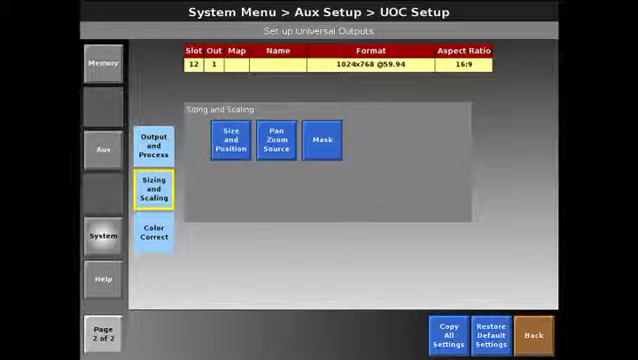 System Menu > Aux Setup > UOC Setup
Set up Universal Outputs.
Slot Out Map Name Format Aspect Ratio
12 1 1024x768 @59.94 16:9
Memory
Aux
System
Help
Page
2 of 2
Output
and
Process
Sizing
and
Scaling
Color
Correct
Sizing and Scaling
Size
and
Position
Pan
Zoom
Source
Mask
Copy
All
Settings
Restore
Default
Settings
Back